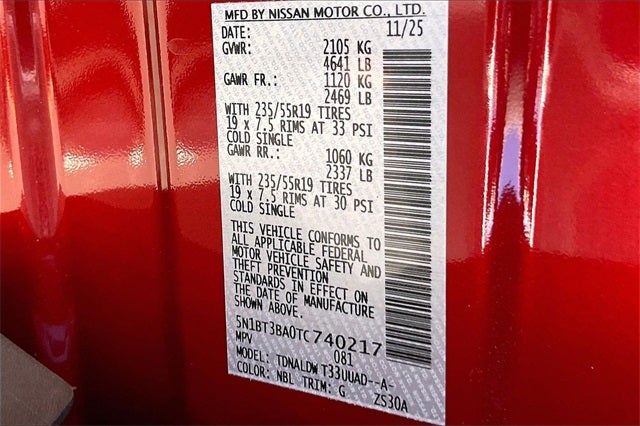 MFD BY NISSAN MOTOR CO., LTD.
DATE: 11/25
GVWR: 2105 KG
4641 LB
GAWR FR.: 1120 KG
2469 LB
WITH 235/55R19 TIRES
19 x 7.5 RIMS AT 33 PSI
COLD SINGLE
GAWR RR.: 1060 KG
2337 LB
WITH 235/55R19 TIRES
19 x 7.5 RIMS AT 30 PSI
COLD SINGLE
THIS VEHICLE CONFORMS TO
ALL APPLICABLE FEDERAL
MOTOR VEHICLE SAFETY AND
THEFT PREVENTION
STANDARDS IN EFFECT ON
THE DATE OF MANUFACTURE
SHOWN ABOVE.
5N1BT3BA0TC740217
MPV 081
MODEL: TDNALDW T33UUAD--A-
COLOR: NBL TRIM: G ZS30A